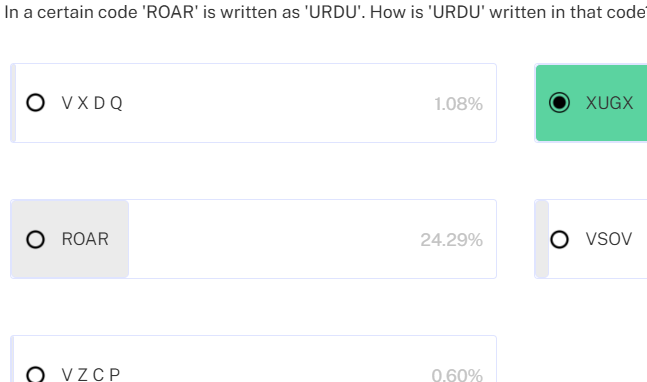 In a certain code 'ROAR' is written as 'URDU'. How is 'URDU' written in that code
V X D Q 1.08% XUGX
ROAR 24.29% VSOV
V Z C P 0.60%